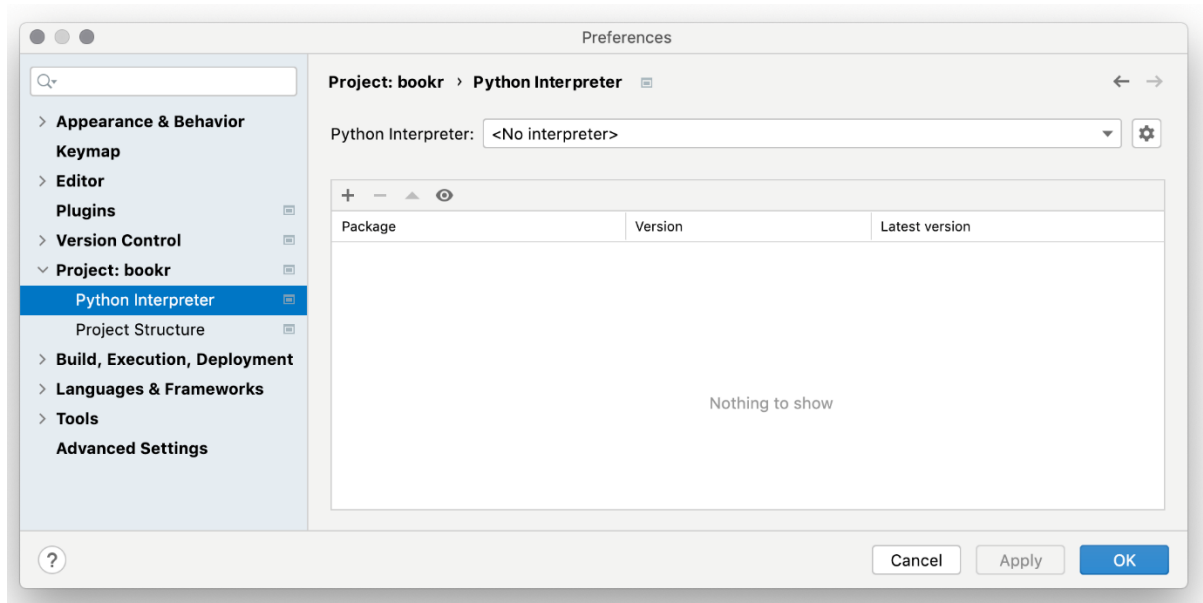 Preferences
Project: bookr > Python Interpreter
Appearance & Behavior
Keymap
Editor
Plugins
Version Control
Project: bookr
Python Interpreter
Project Structure
Build, Execution, Deployment
Languages & Frameworks
Tools
Advanced Settings
Python Interpreter: <No interpreter>
Package Version Latest version
Nothing to show
? Cancel Apply OK